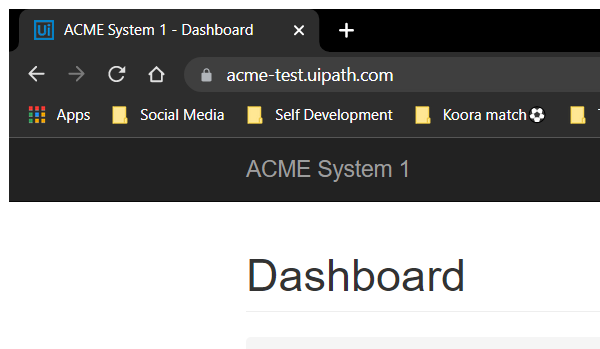 Ui ACME System 1 - Dashboard
acme-test.uipath.com
Apps Social Media Self Development Koora match⚽
ACME System 1
Dashboard